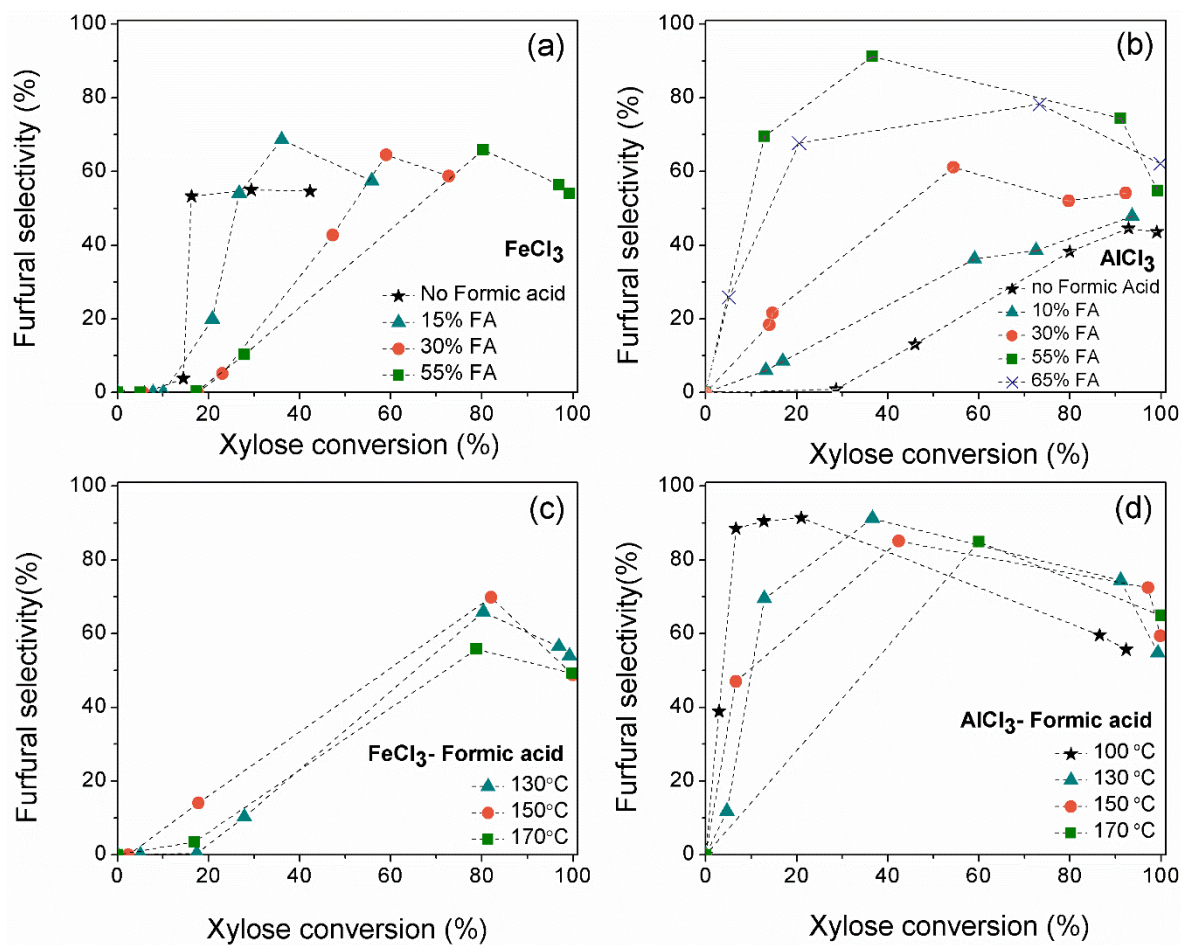 (a)
Furfural selectivity (%)
100
80
60
40
20
0
FeCl3
No Formic acid
15% FA
30% FA
55% FA
0 20 40 60 80 100
Xylose conversion (%)
(b)
Furfural selectivity (%)
100
80
60
40
20
0
AlCl3
no Formic Acid
10% FA
30% FA
55% FA
65% FA
0 20 40 60 80 100
Xylose conversion (%)
(c)
Furfural selectivity(%)
100
80
60
40
20
0
FeCl3- Formic acid
130°C
150°C
170°C
0 20 40 60 80 100
Xylose conversion (%)
(d)
Furfural selectivity(%)
100
80
60
40
20
0
AlCl3- Formic acid
100 °C
130 °C
150 °C
170 °C
0 20 40 60 80 100
Xylose conversion (%)